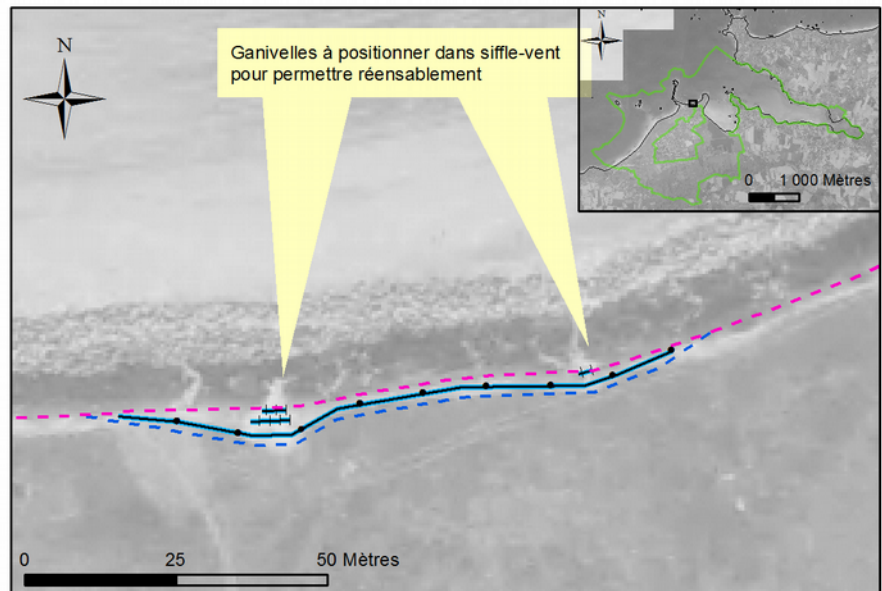 N
Ganivelles à positionner dans siffle-vent
pour permettre réensablement
N
0 1 000 Mètres
0 25 50 Mètres